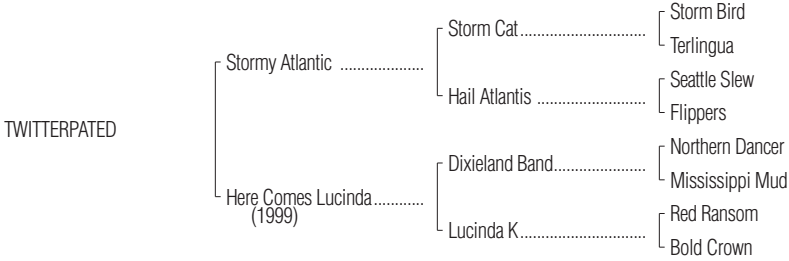 Storm Bird
Storm Cat..............................
Terlingua
Stormy Atlantic ....................
Seattle Slew
Hail Atlantis ..........................
Flippers
TWITTERPATED
Northern Dancer
Dixieland Band......................
Mississippi Mud
Here Comes Lucinda............
(1999)
Red Ransom
Lucinda K..............................
Bold Crown